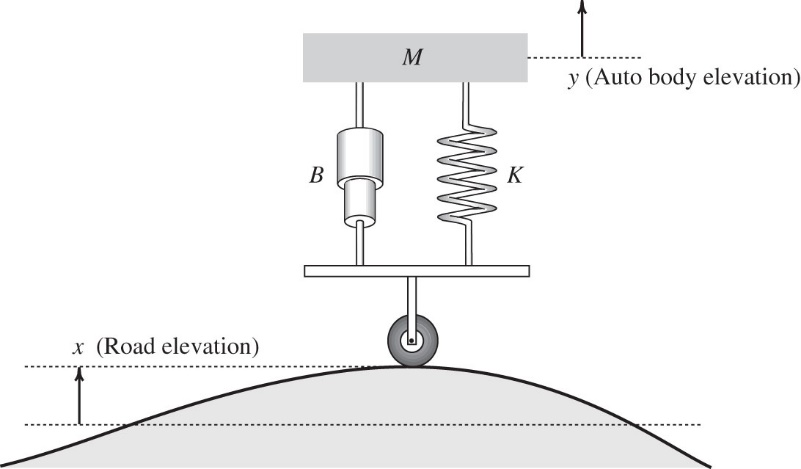 M
y (Auto body elevation)
B
K
x (Road elevation)